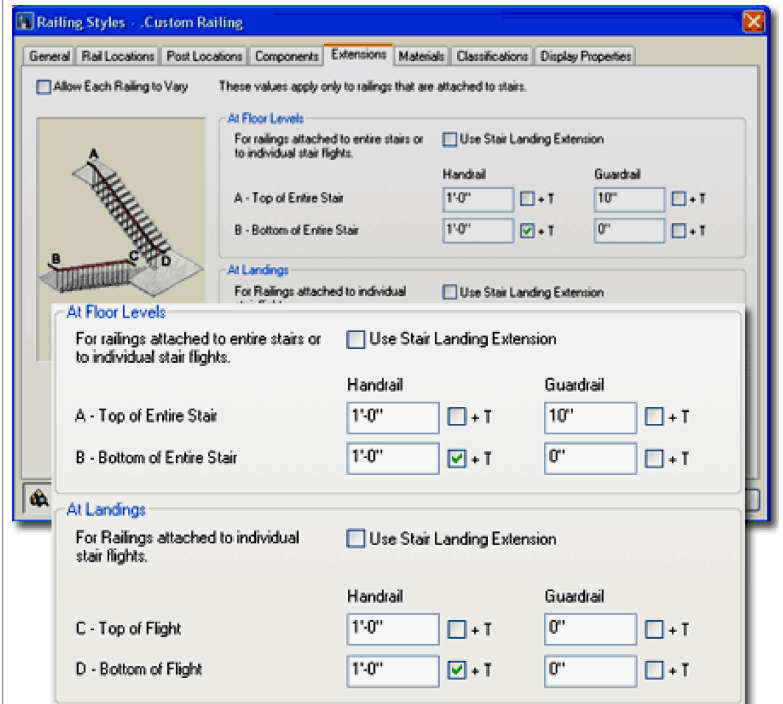 Railing Styles - .Custom Railing
General Rail Locations Post Locations Components Extensions Materials Classifications Display Properties
Allow Each Railing to Vary These values apply only to railings that are attached to stairs.
At Floor Levels
For railings attached to entire stairs or
to individual stair flights.
Use Stair Landing Extension
Handrail Guardrail
A - Top of Entire Stair 1'-0" + T 10" + T
B - Bottom of Entire Stair 1'-0" + T 0" + T
A
B
C
D
At Landings
For Railings attached to individual
Use Stair Landing Extension
At Floor Levels
For railings attached to entire stairs or
to individual stair flights.
Use Stair Landing Extension
Handrail Guardrail
A - Top of Entire Stair 1'-0" + T 10" + T
B - Bottom of Entire Stair 1'-0" + T 0" + T
At Landings
For Railings attached to individual
stair flights.
Use Stair Landing Extension
Handrail Guardrail
C - Top of Flight 1'-0" + T 0" + T
D - Bottom of Flight 1'-0" + T 0" + T